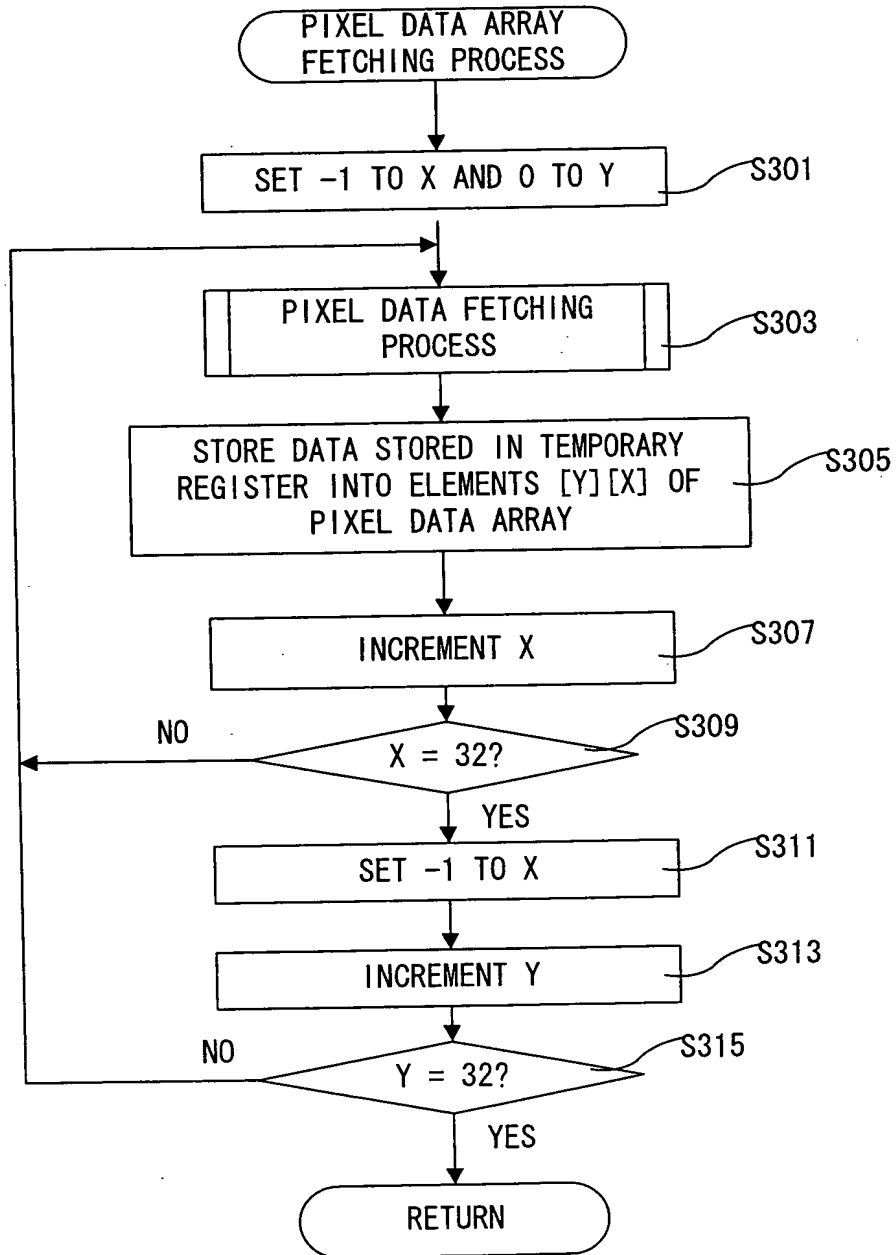 PIXEL DATA ARRAY
FETCHING PROCESS
SET -1 TO X AND 0 TO Y
S301
PIXEL DATA FETCHING
PROCESS
S303
STORE DATA STORED IN TEMPORARY
REGISTER INTO ELEMENTS [Y][X] OF
PIXEL DATA ARRAY
S305
INCREMENT X
S307
NO
X = 32?
S309
YES
SET -1 TO X
S311
INCREMENT Y
S313
NO
Y = 32?
S315
YES
RETURN